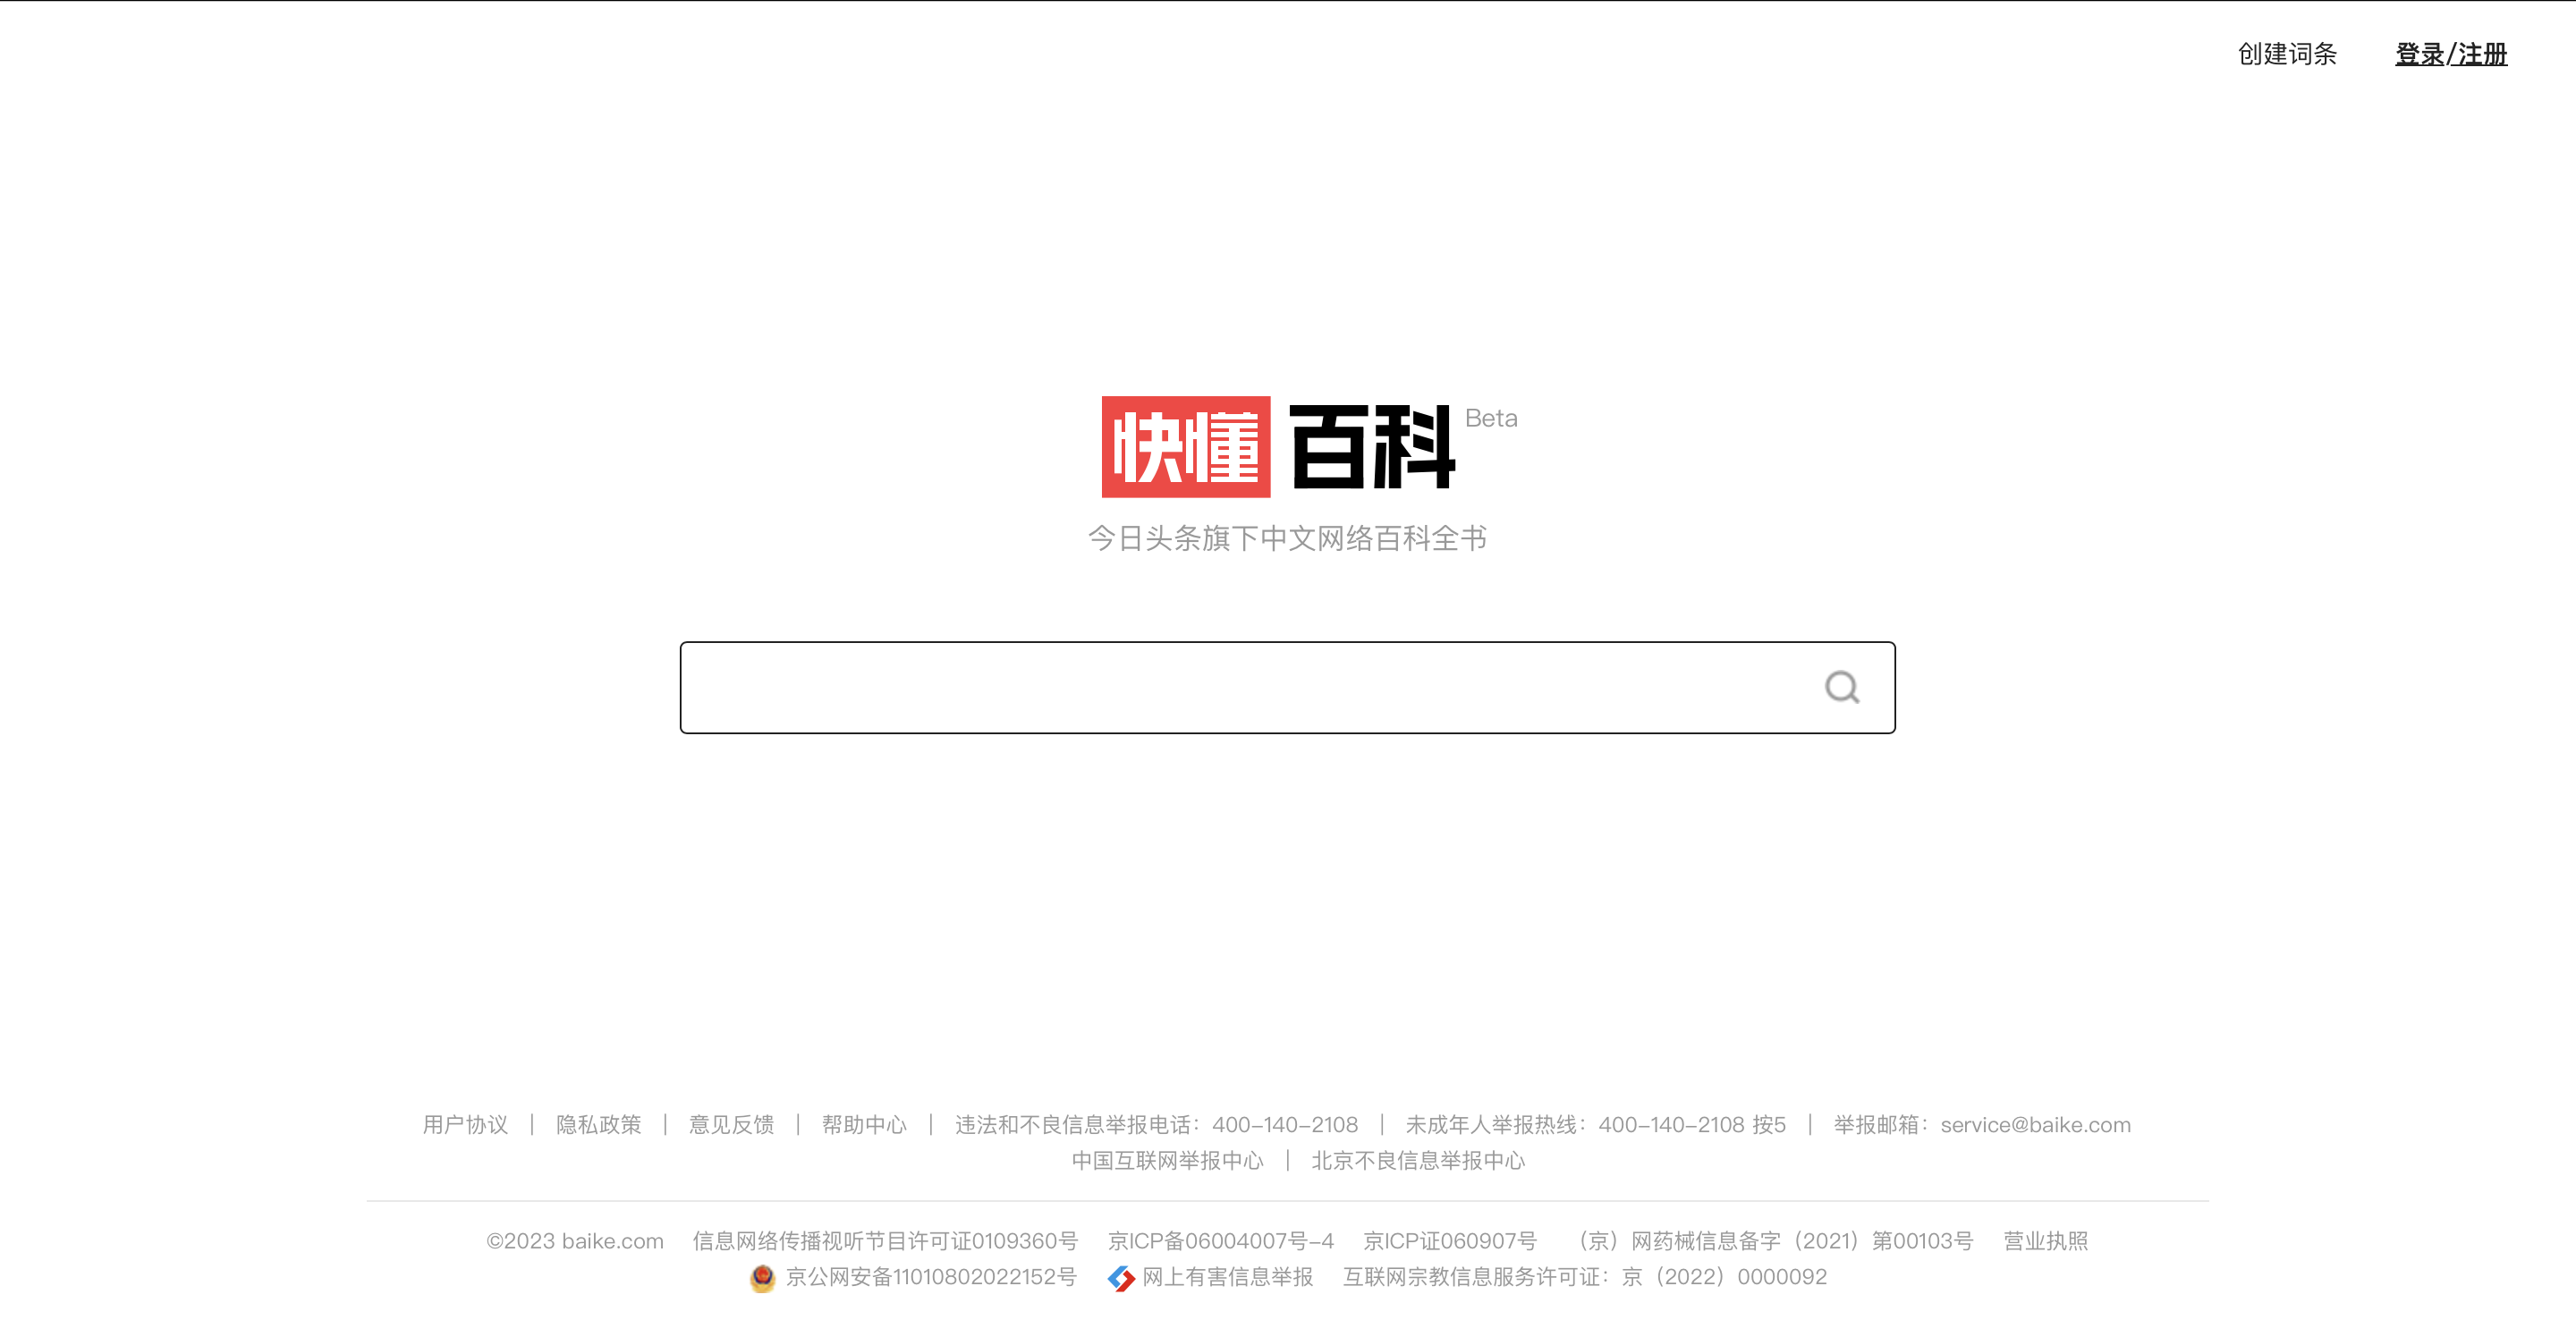 创建词条 登录/注册
快懂 百科 Beta
今日头条旗下中文网络百科全书
用户协议 | 隐私政策 | 意见反馈 | 帮助中心 | 违法和不良信息举报电话：400-140-2108 | 未成年人举报热线：400-140-2108 按5 | 举报邮箱：service@baike.com
中国互联网举报中心 | 北京不良信息举报中心
©2023 baike.com 信息网络传播视听节目许可证0109360号 京ICP备06004007号-4 京ICP证060907号 （京）网药械信息备字（2021）第00103号 营业执照
京公网安备11010802022152号 网上有害信息举报 互联网宗教信息服务许可证：京（2022）0000092